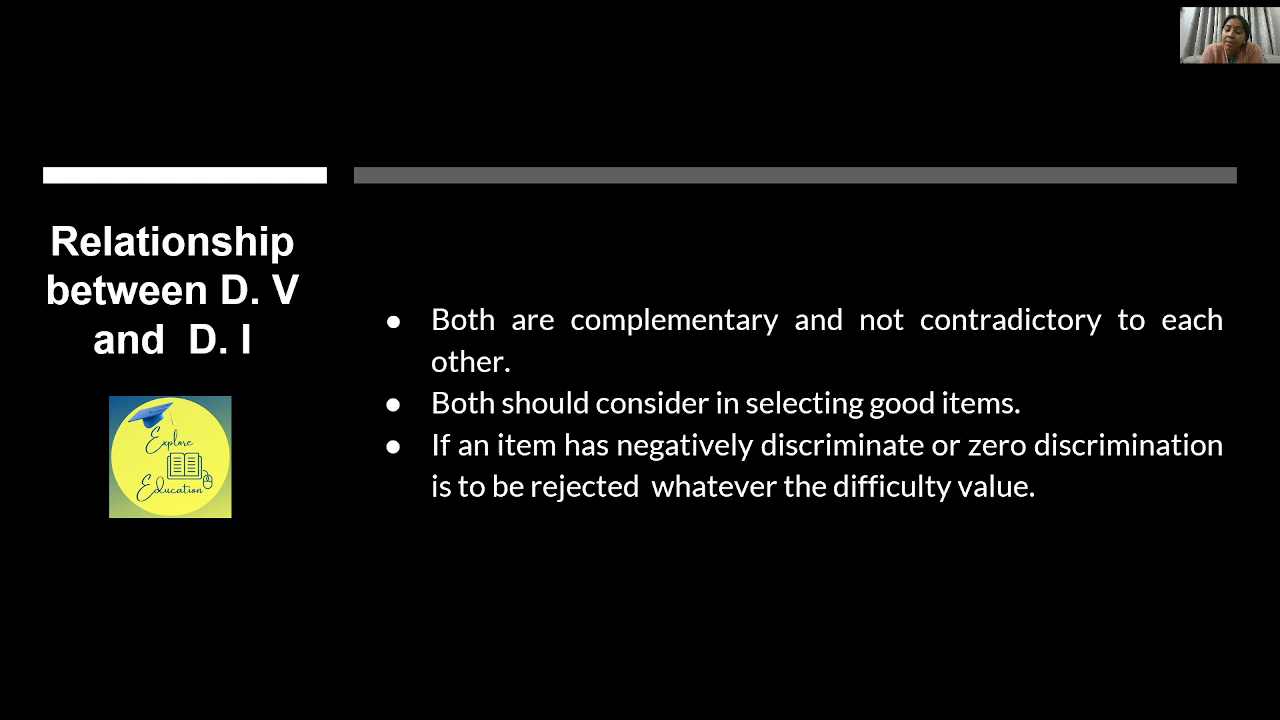 Relationship
between D. V
and D. I
Explore
Education
● Both are complementary and not contradictory to each
other.
● Both should consider in selecting good items.
● If an item has negatively discriminate or zero discrimination
is to be rejected whatever the difficulty value.